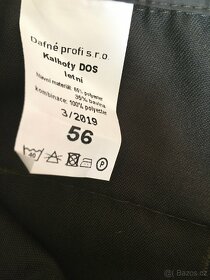 Dafné profi s.r.o.
Kalhoty DOS
letní
hlavní materiál: 65% polyester
35% bavlna
kombinace: 100% polyester
3/2019
56
40
P
bazos.cz